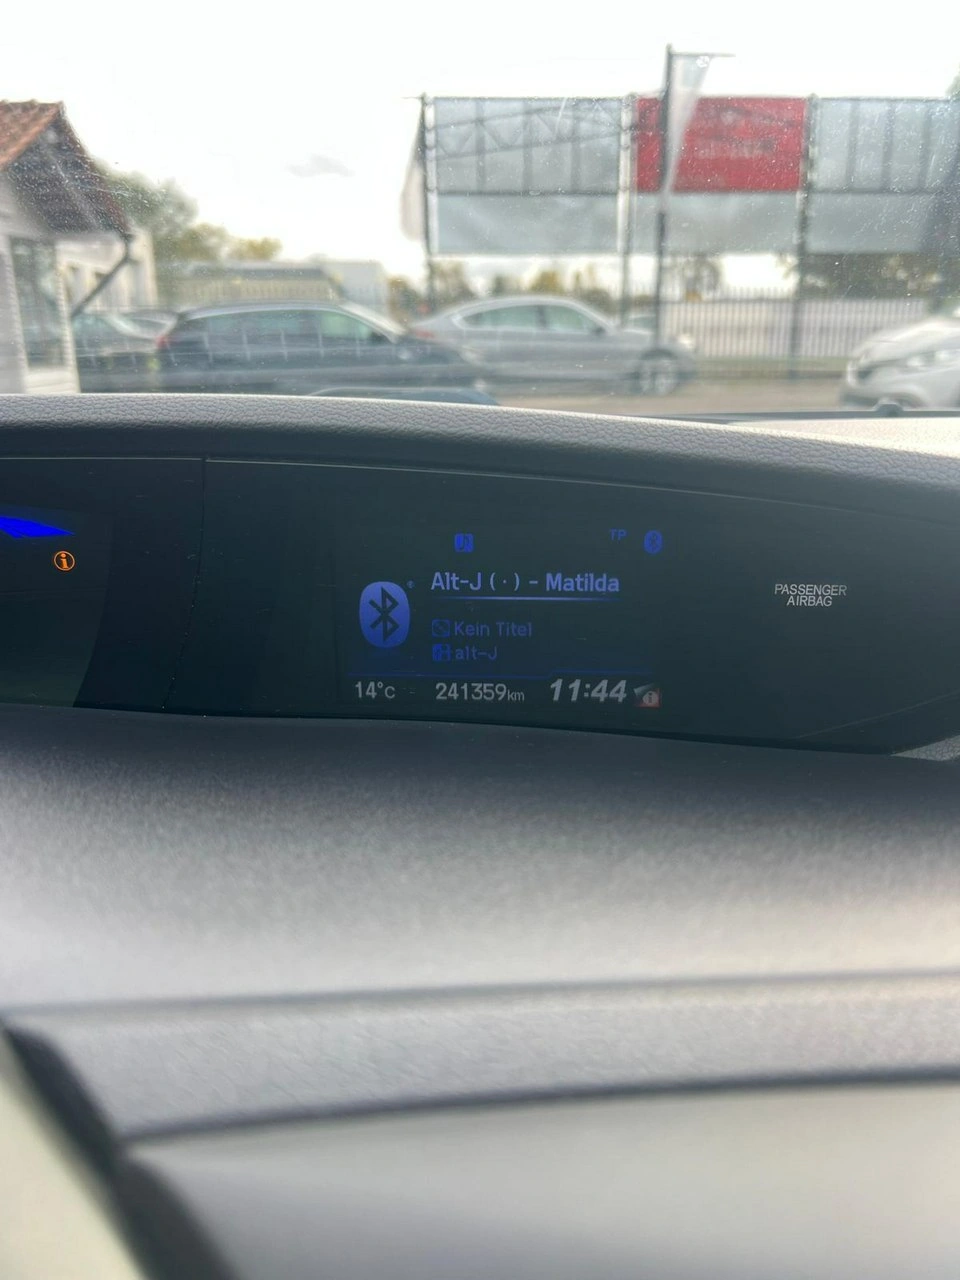 TP
Alt-J (·) - Matilda
Kein Titel
alt-J
14°C 241359km 11:44
PASSENGER
AIRBAG